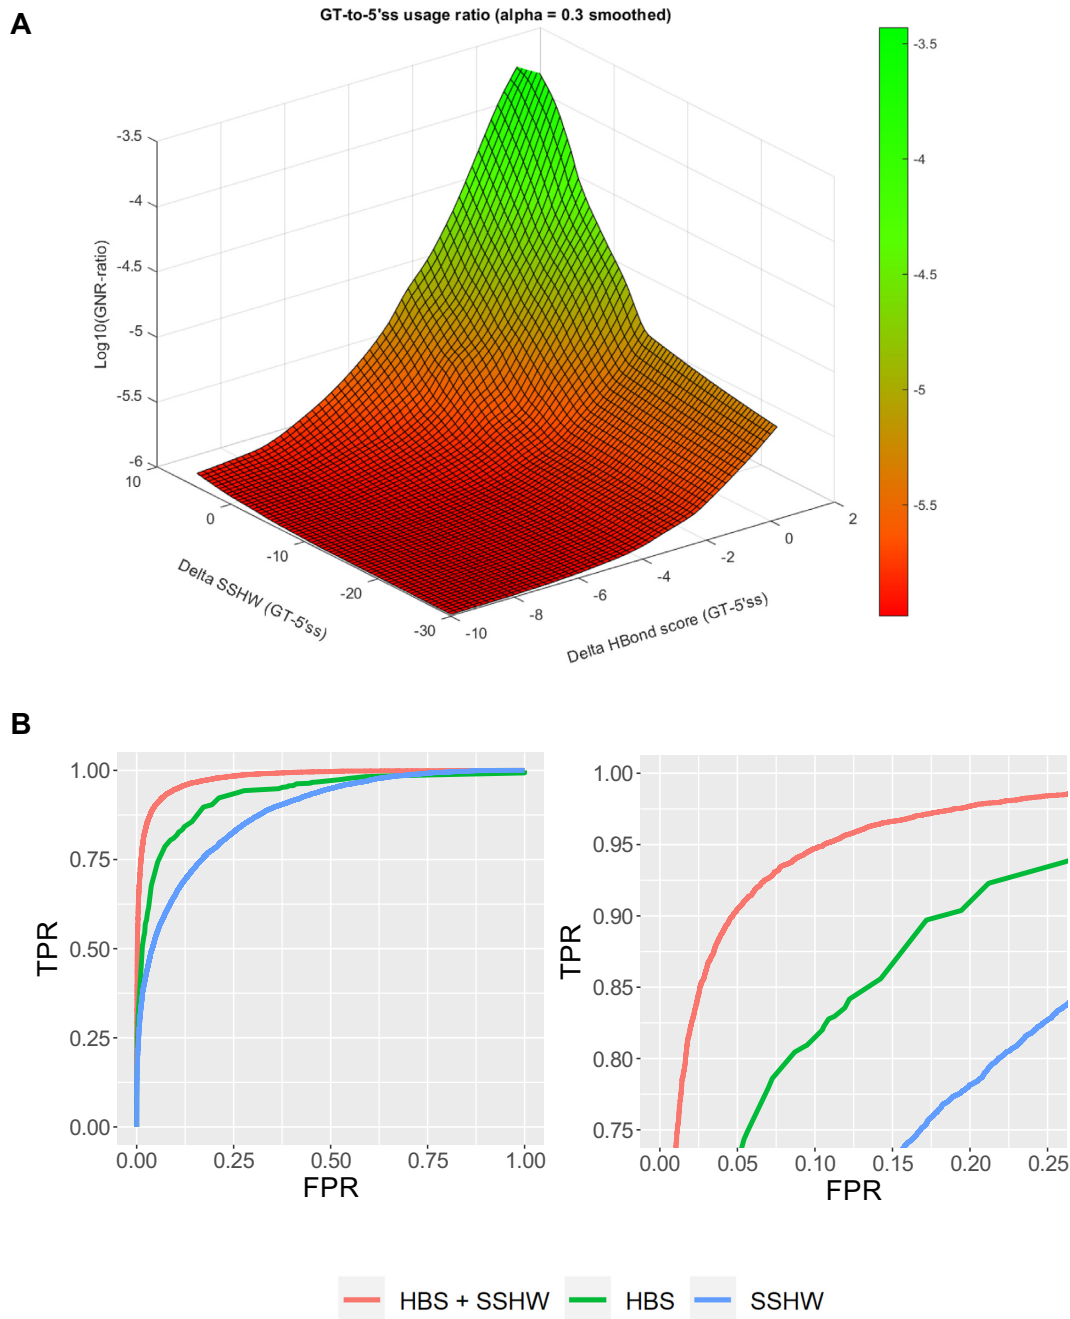 A
GT-to-5'ss usage ratio (alpha = 0.3 smoothed)
-3.5
-4
-4.5
-5
-5.5
-6
Log10(GNR-ratio)
10
0
-10
-20
-30
Delta SSHW (GT-5'ss)
-10
-8
-6
-4
-2
0
2
Delta HBond score (GT-5'ss)
-3.5
-4
-4.5
-5
-5.5
B
1.00
0.75
0.50
0.25
0.00
TPR
0.00 0.25 0.50 0.75 1.00
FPR
1.00
0.95
0.90
0.85
0.80
0.75
TPR
0.00 0.05 0.10 0.15 0.20 0.25
FPR
HBS + SSHW HBS SSHW